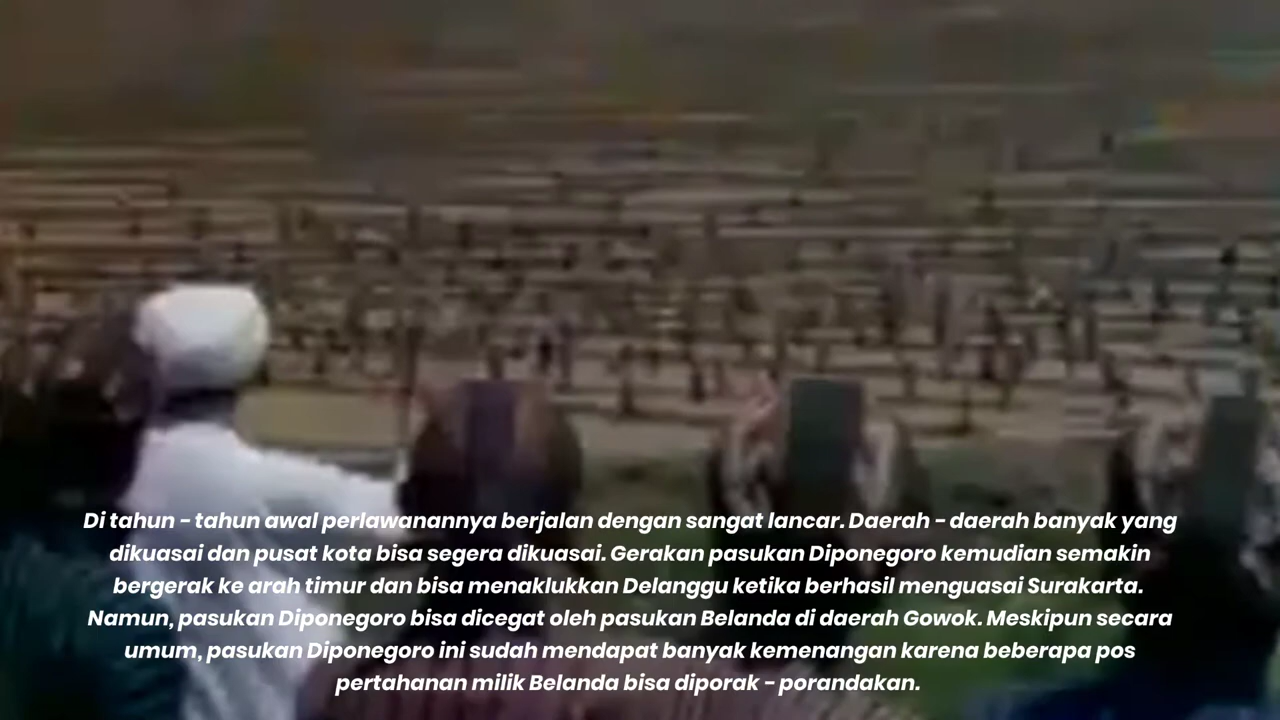 Di tahun - tahun awal perlawanannya berjalan dengan sangat lancar. Daerah - daerah banyak yang
dikuasai dan pusat kota bisa segera dikuasai. Gerakan pasukan Diponegoro kemudian semakin
bergerak ke arah timur dan bisa menaklukkan Delanggu ketika berhasil menguasai Surakarta.
Namun, pasukan Diponegoro bisa dicegat oleh pasukan Belanda di daerah Gowok. Meskipun secara
umum, pasukan Diponegoro ini sudah mendapat banyak kemenangan karena beberapa pos
pertahanan milik Belanda bisa diporak - porandakan.